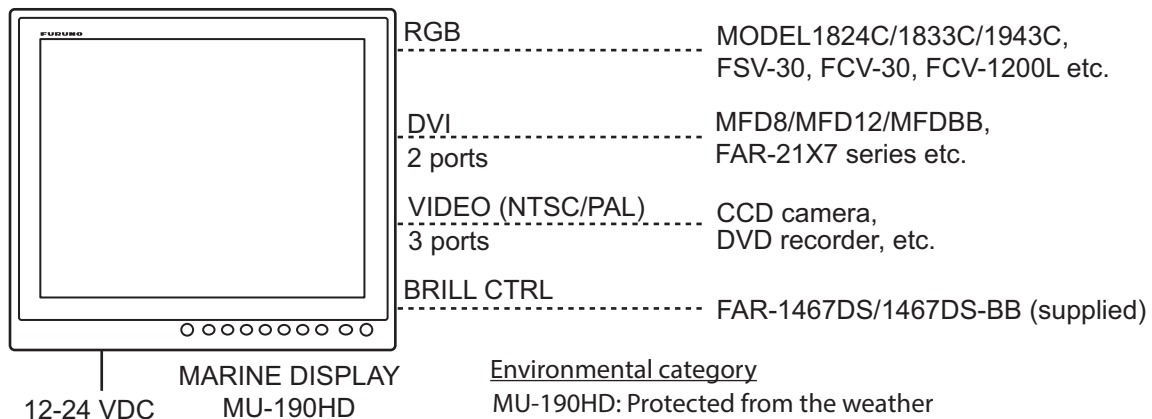 FURUNO
RGB
MODEL1824C/1833C/1943C,
FSV-30, FCV-30, FCV-1200L etc.
DVI
2 ports
MFD8/MFD12/MFDBB,
FAR-21X7 series etc.
VIDEO (NTSC/PAL)
3 ports
CCD camera,
DVD recorder, etc.
BRILL CTRL
FAR-1467DS/1467DS-BB (supplied)
12-24 VDC
MARINE DISPLAY
MU-190HD
Environmental category
MU-190HD: Protected from the weather